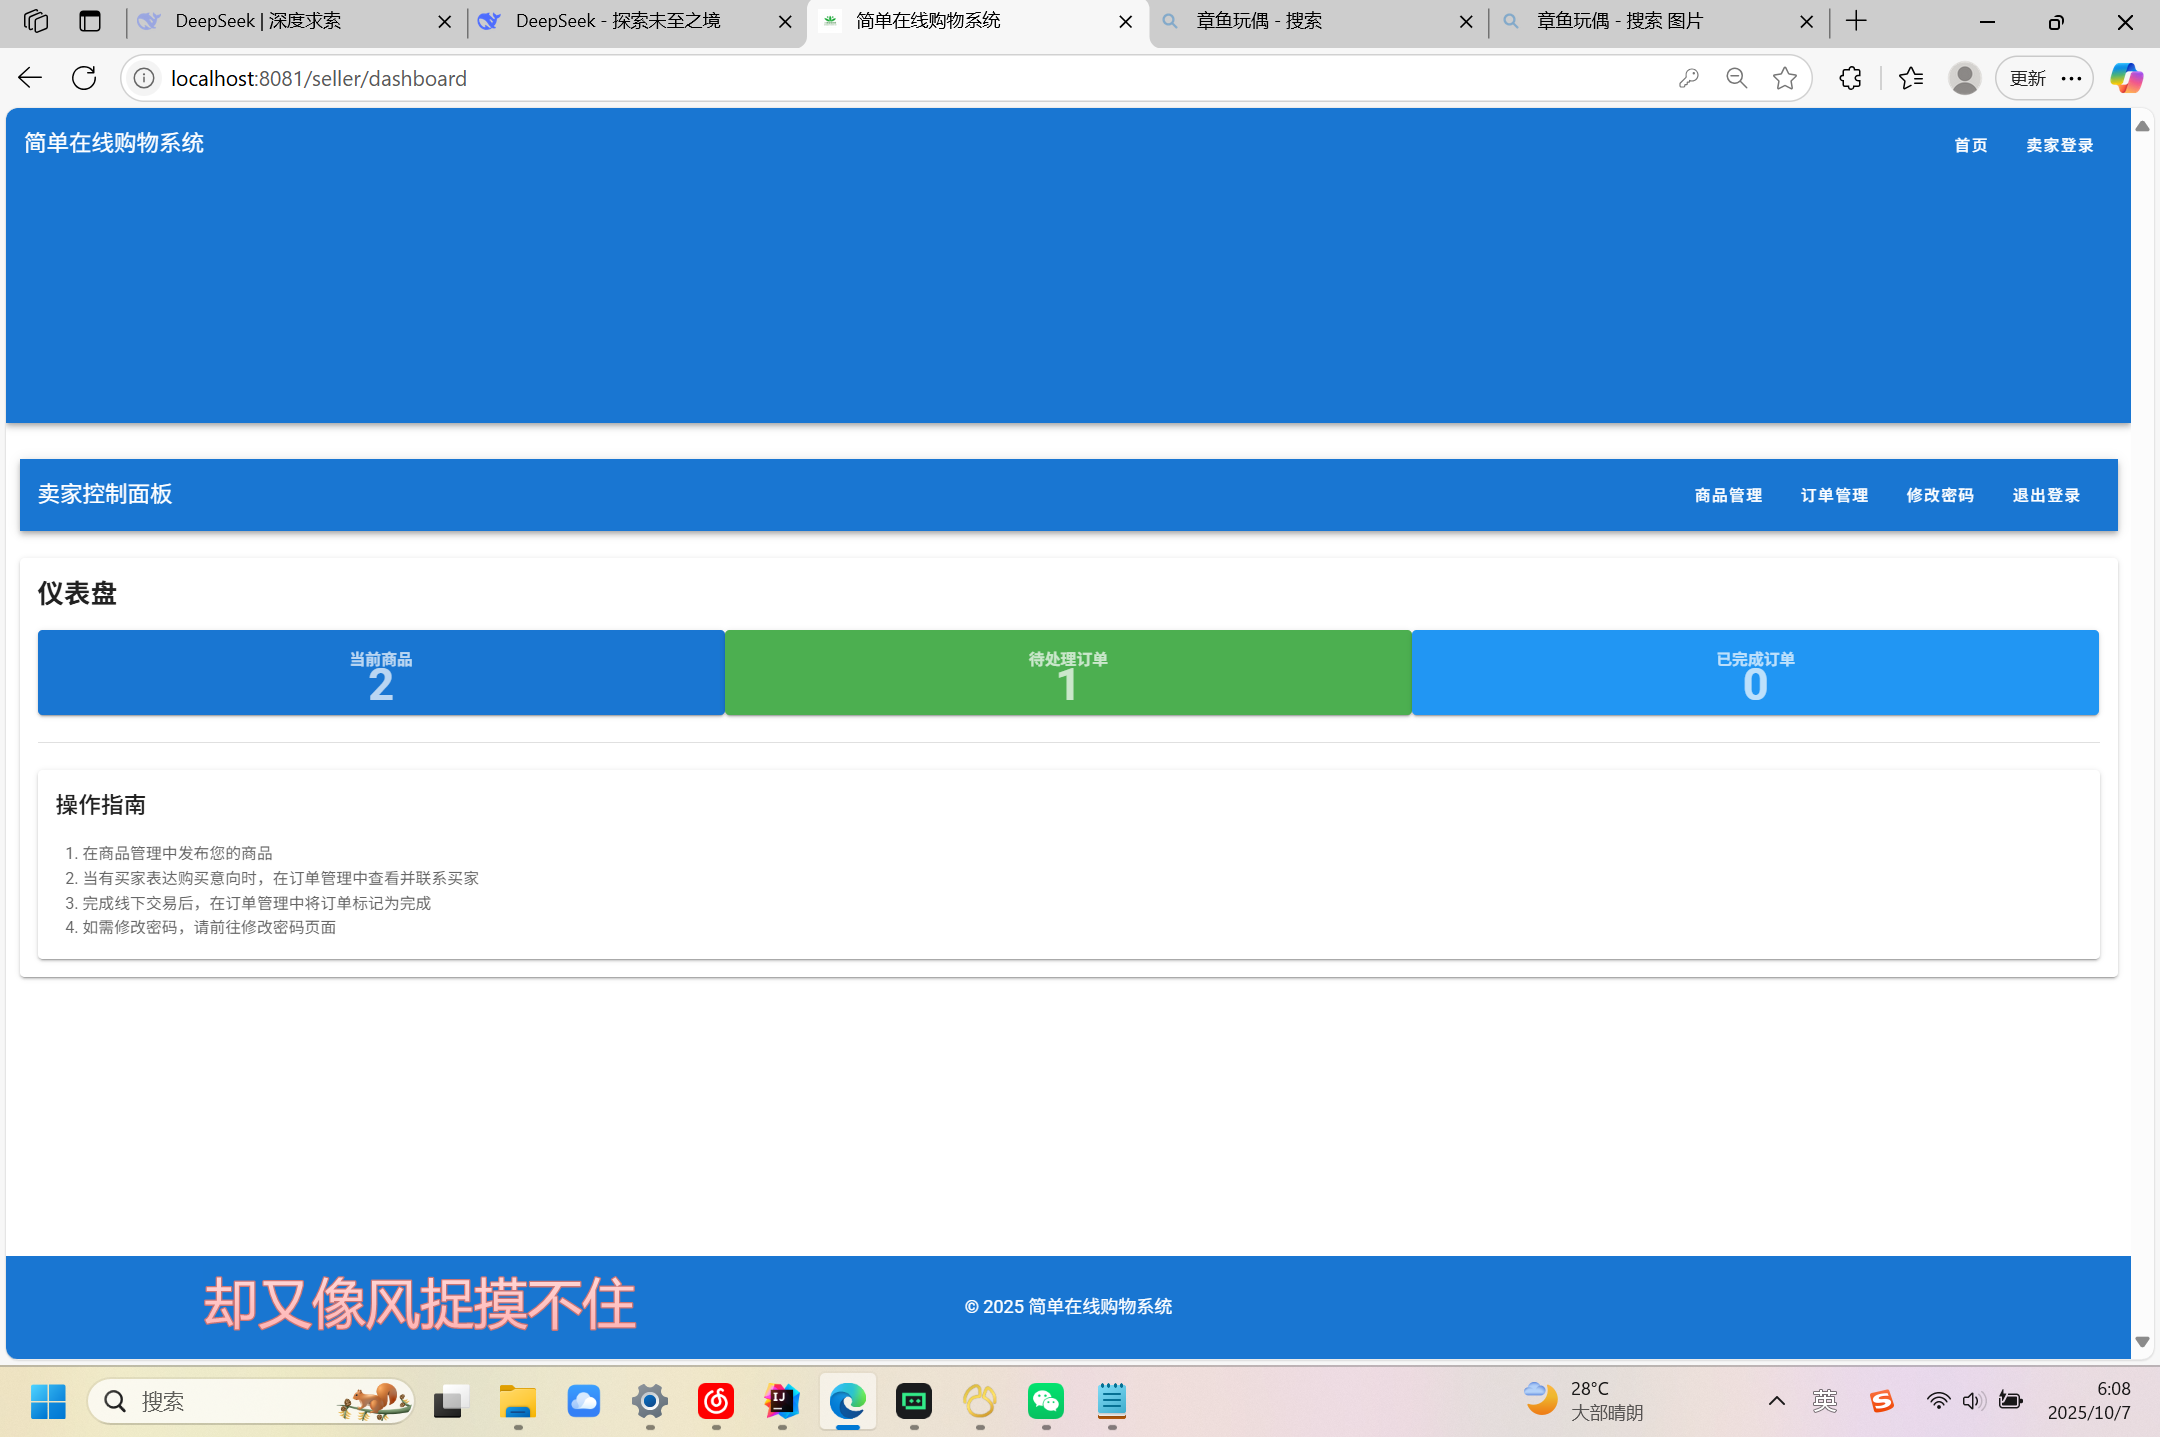 DeepSeek | 深度求索
DeepSeek - 探索未至之境
简单在线购物系统
章鱼玩偶 - 搜索
章鱼玩偶 - 搜索 图片
localhost:8081/seller/dashboard
更新
简单在线购物系统
首页
卖家登录
卖家控制面板
商品管理
订单管理
修改密码
退出登录
仪表盘
当前商品
2
待处理订单
1
已完成订单
0
操作指南
1. 在商品管理中发布您的商品
2. 当有买家表达购买意向时，在订单管理中查看并联系买家
3. 完成线下交易后，在订单管理中将订单标记为完成
4. 如需修改密码，请前往修改密码页面
却又像风捉摸不住
© 2025 简单在线购物系统
搜索
IJ
28°C
大部晴朗
英
6:08
2025/10/7